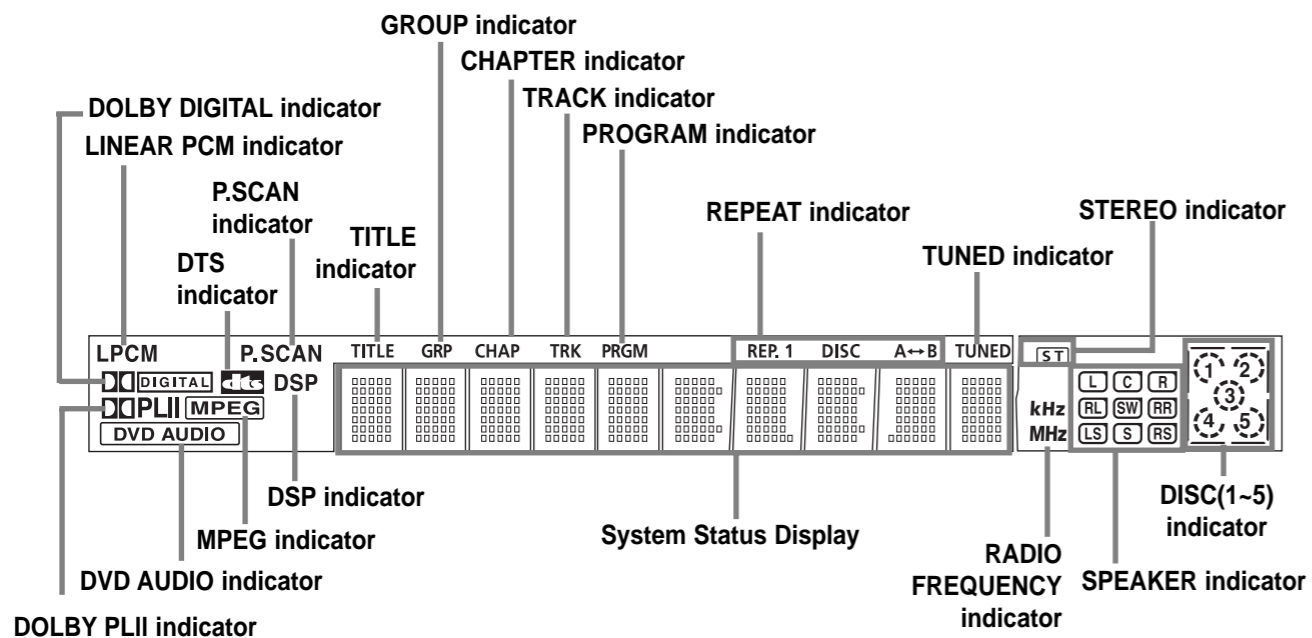 GROUP indicator
CHAPTER indicator
TRACK indicator
PROGRAM indicator
DOLBY DIGITAL indicator
LINEAR PCM indicator
P.SCAN
indicator
TITLE
indicator
DTS
indicator
REPEAT indicator
STEREO indicator
TUNED indicator
LPCM P.SCAN TITLE GRP CHAP TRK PRGM REP. 1 DISC A↔B TUNED ST
DIGITAL dts DSP
PLII MPEG
DVD AUDIO
kHz
MHz
L C R
RL SW RR
LS S RS
1 2
3
4 5
DSP indicator
MPEG indicator
DVD AUDIO indicator
DOLBY PLII indicator
System Status Display
RADIO
FREQUENCY
indicator
SPEAKER indicator
DISC(1~5)
indicator